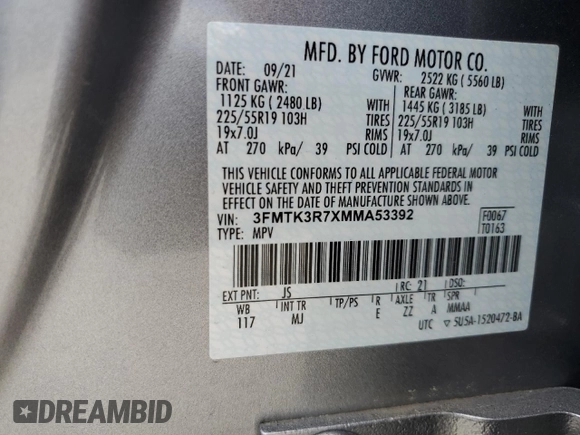 MFD. BY FORD MOTOR CO.
DATE: 09/21 GVWR: 2522 KG ( 5560 LB)
FRONT GAWR: REAR GAWR:
1125 KG ( 2480 LB) WITH 1445 KG ( 3185 LB) WITH
225/55R19 103H TIRES 225/55R19 103H TIRES
19x7.0J RIMS 19x7.0J RIMS
AT 270 kPa/ 39 PSI COLD AT 270 kPa/ 39 PSI COLD
THIS VEHICLE CONFORMS TO ALL APPLICABLE FEDERAL MOTOR
VEHICLE SAFETY AND THEFT PREVENTION STANDARDS IN
EFFECT ON THE DATE OF MANUFACTURE SHOWN ABOVE.
VIN: 3FMTK3R7XMMA53392 F0067
TYPE: MPV T0163
EXT PNT: JS RC: 21 DSO:
WB INT TR TP/PS R AXLE TR SPR
117 MJ E ZZ A MMAA
UTC ▽ 5U5A-1520472-BA
DREAMBID